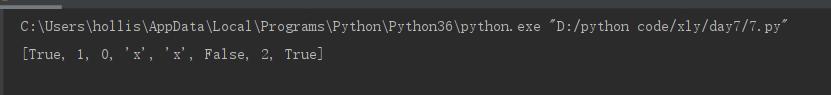 C:\Users\hollis\AppData\Local\Programs\Python\Python36\python.exe "D:/python code/xly/day7/7.py"
[True, 1, 0, 'x', 'x', False, 2, True]